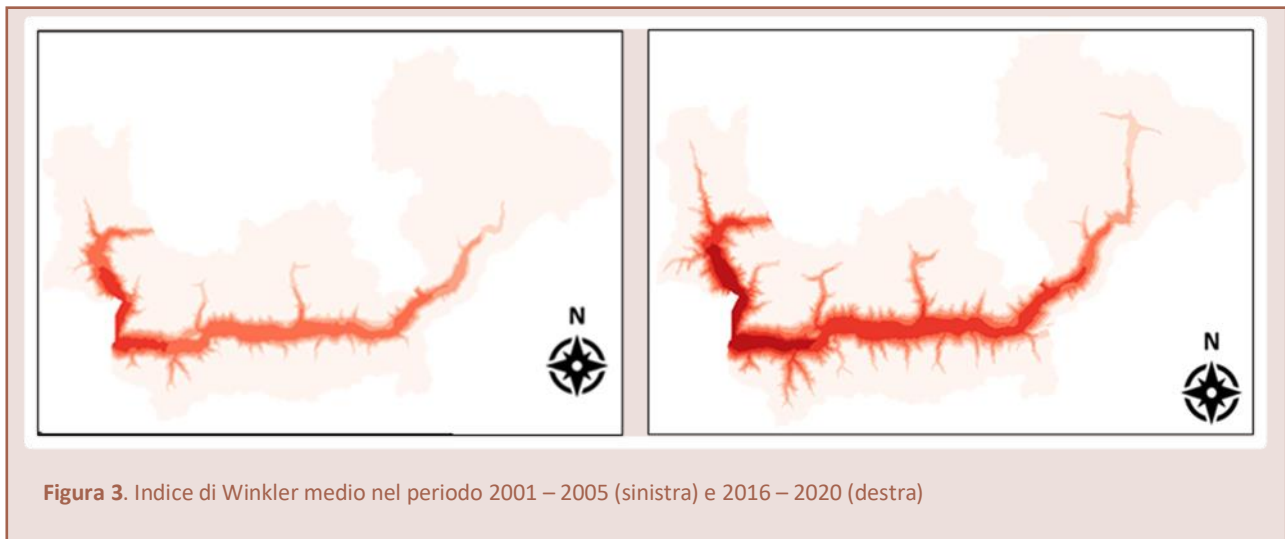 N
N
Figura 3. Indice di Winkler medio nel periodo 2001 – 2005 (sinistra) e 2016 – 2020 (destra)